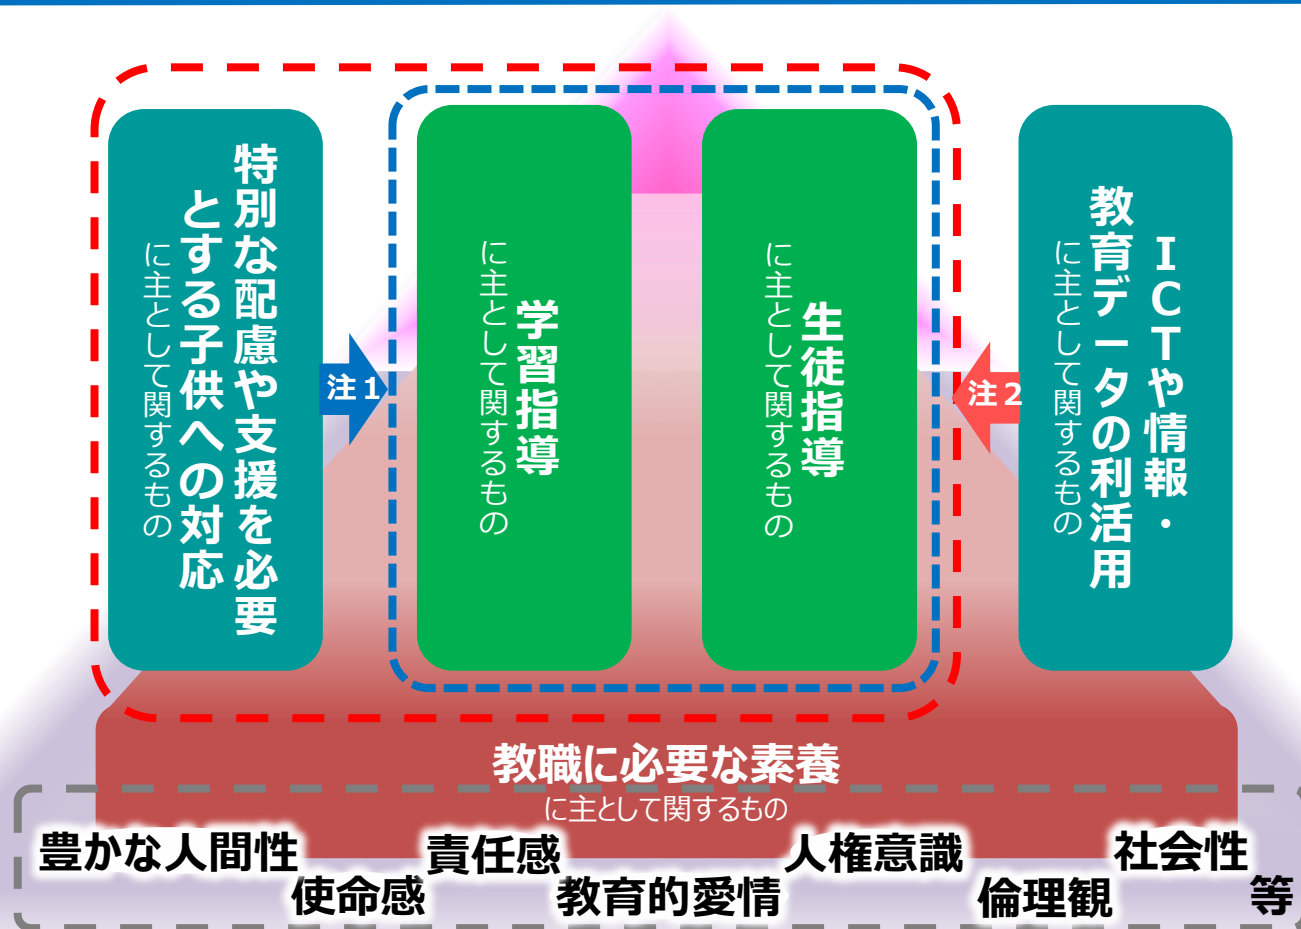 特別な配慮や支援を必要
とする子供への対応
に主として関するもの
注1
学習指導
に主として関するもの
生徒指導
に主として関するもの
注2
ICTや情報・
教育データの利活用
に主として関するもの
教職に必要な素養
に主として関するもの
豊かな人間性
使命感
責任感
教育的愛情
人権意識
倫理観
社会性
等